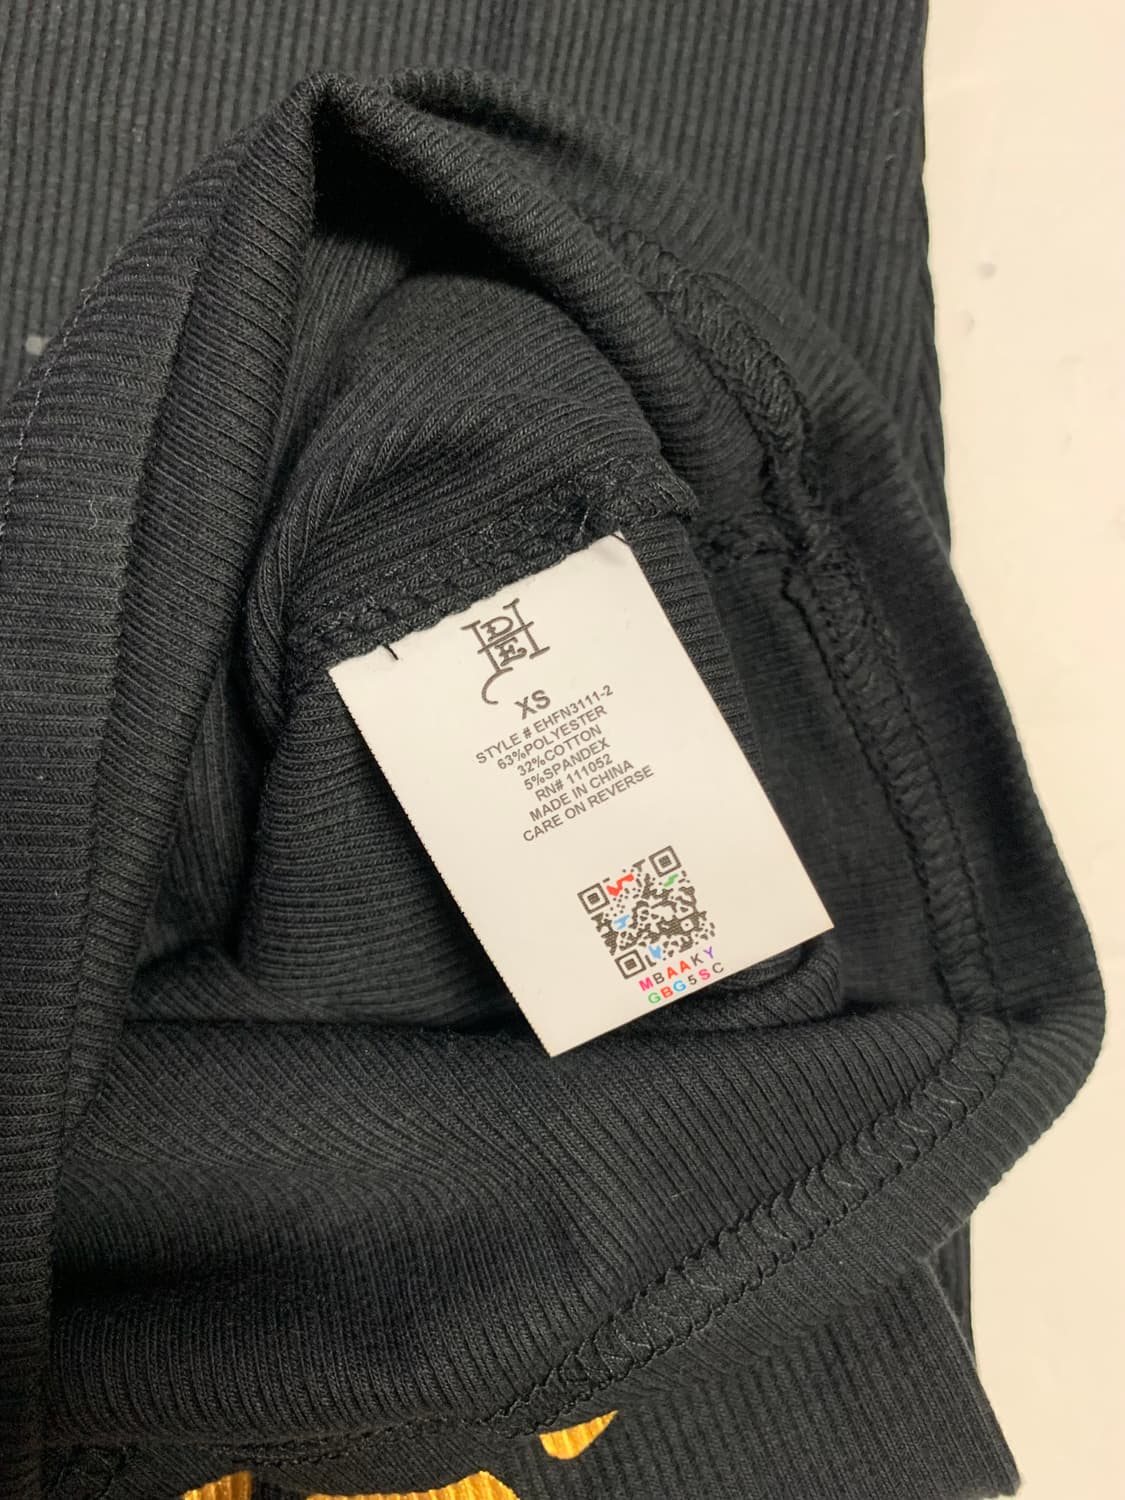 DEH
XS
STYLE # EHFN3111-2
63%POLYESTER
32%COTTON
5%SPANDEX
RN# 111052
MADE IN CHINA
CARE ON REVERSE
MBAAKY
GBG5SC